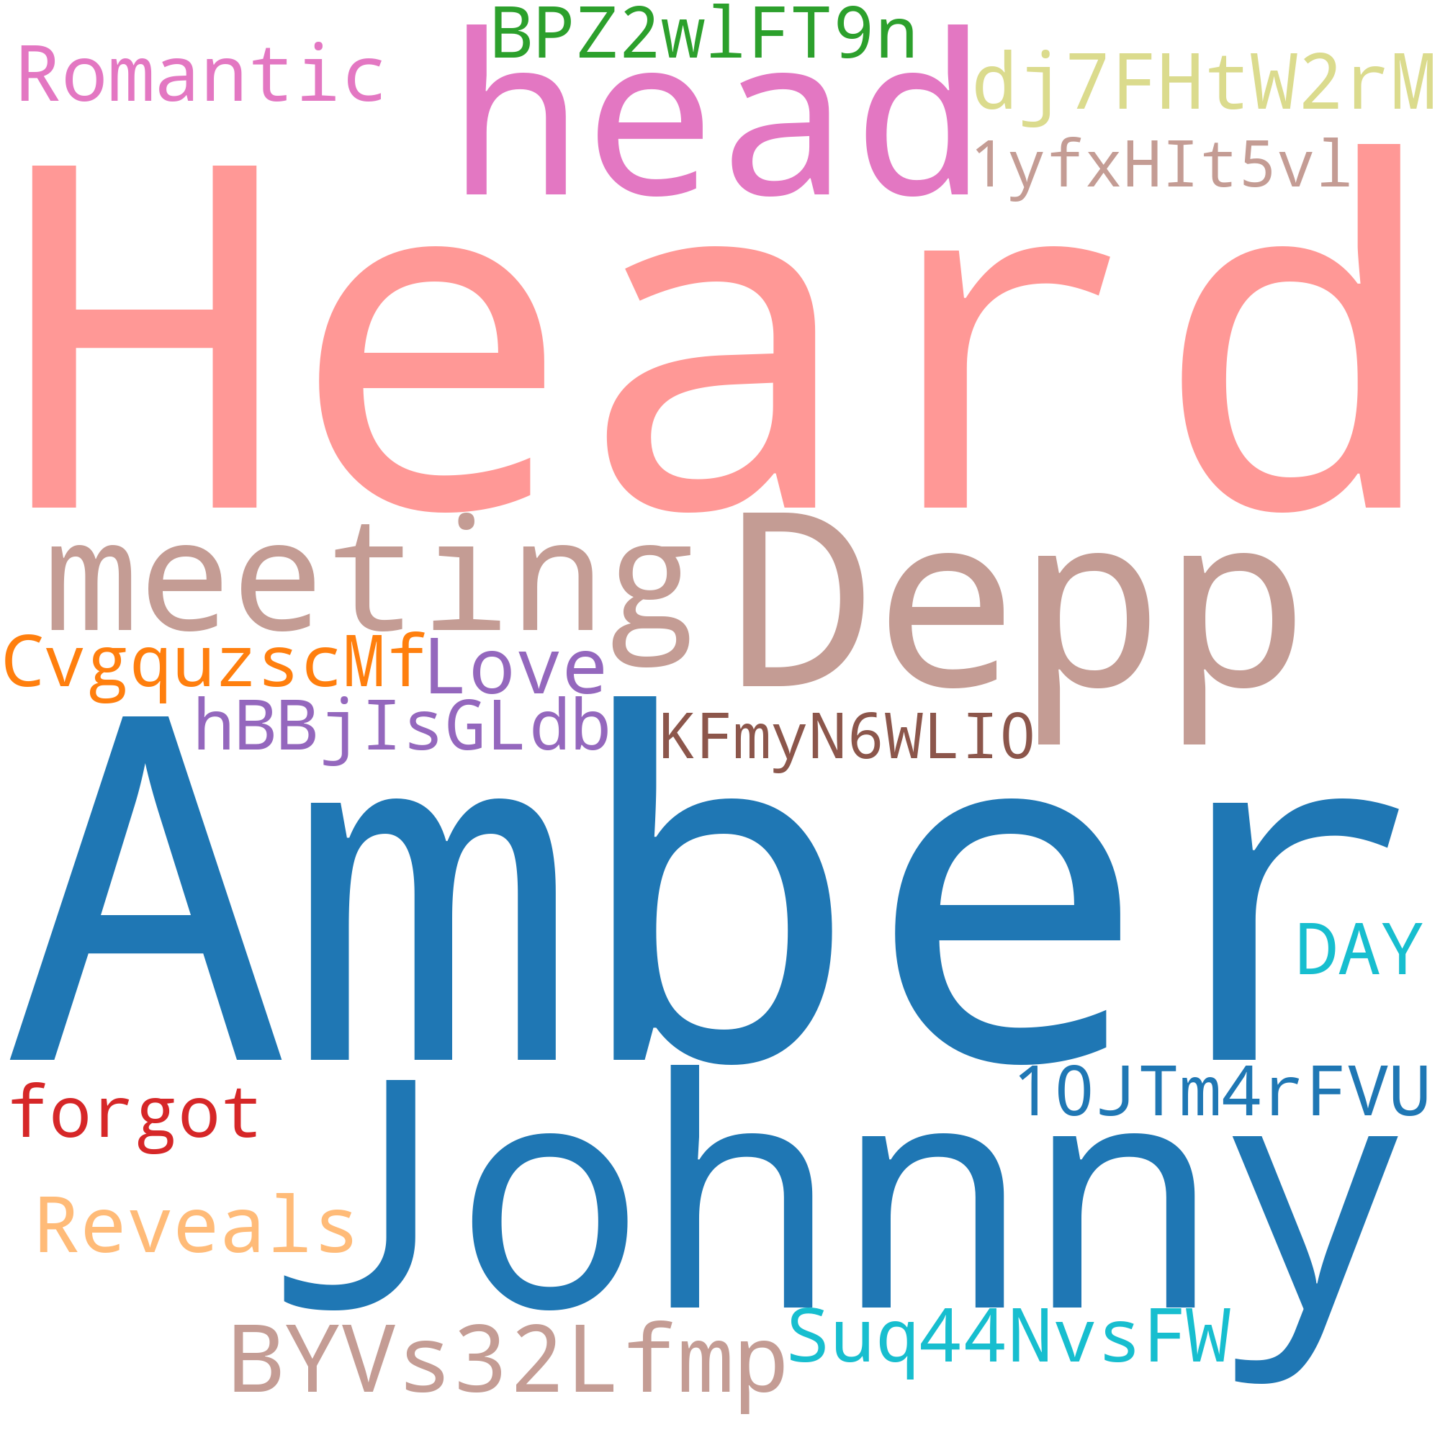 BPZ2wlFT9n
Romantic head dj7FHtW2rM
1yfxHIt5vl
Heard
meeting Depp
CvgquzscMf Love
hBBjIsGLdb KFmyN6WLIO
Amber
DAY
forgot 10JTm4rFVU
Johnny
Reveals
BYVs32Lfmp Suq44NvsFW